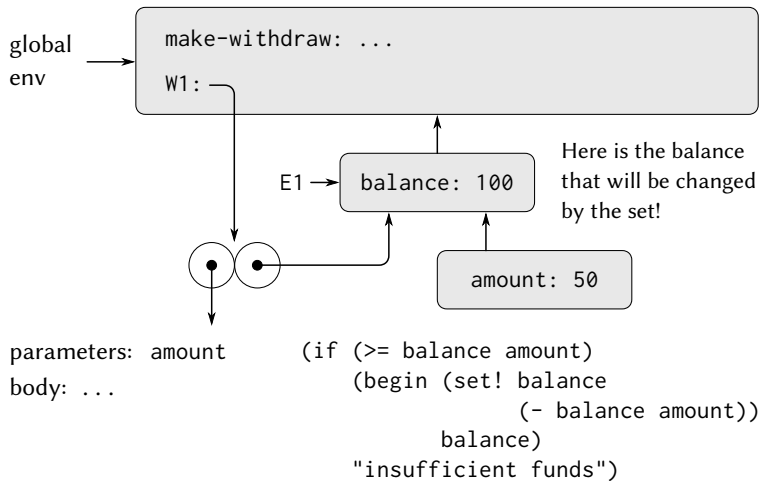 global
env
make-withdraw: ...
W1:
E1
balance: 100
Here is the balance
that will be changed
by the set!
amount: 50
parameters: amount
body: ...
(if (>= balance amount)
(begin (set! balance
(- balance amount))
balance)
"insufficient funds")